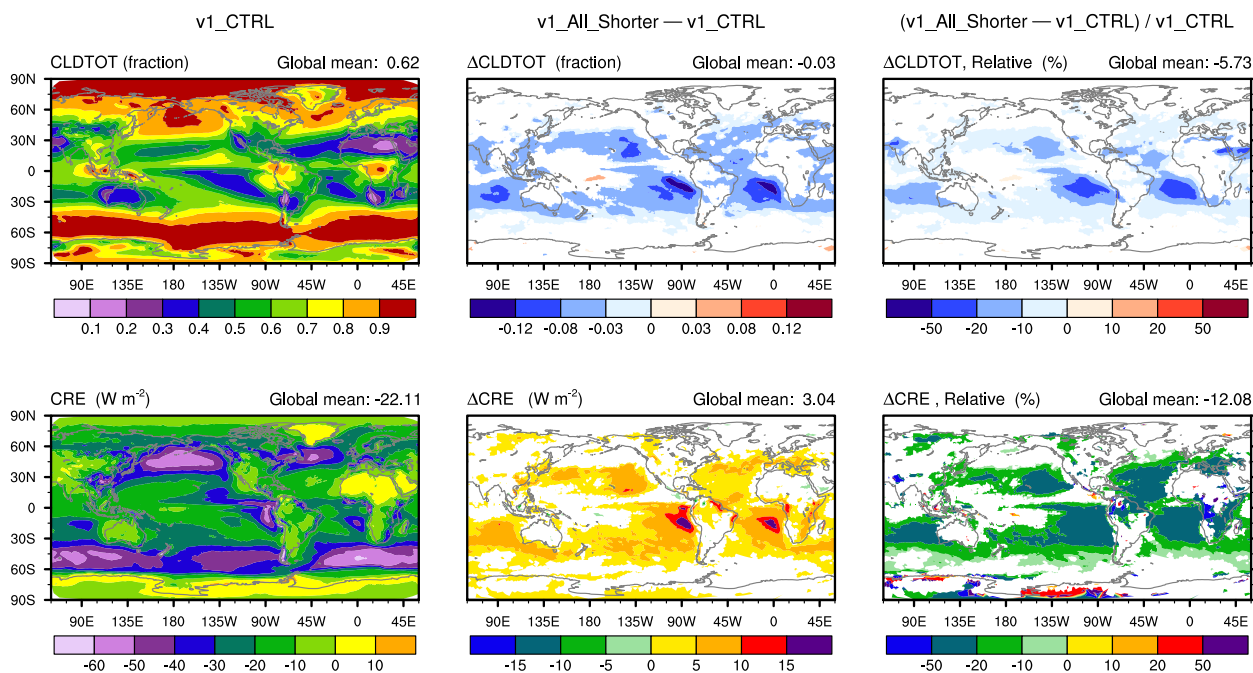 v1_CTRL
v1_All_Shorter — v1_CTRL
(v1_All_Shorter — v1_CTRL) / v1_CTRL
CLDTOT (fraction) Global mean: 0.62
ΔCLDTOT (fraction) Global mean: -0.03
ΔCLDTOT, Relative (%) Global mean: -5.73
90N
60N
30N
0
30S
60S
90S
90E 135E 180 135W 90W 45W 0 45E
90E 135E 180 135W 90W 45W 0 45E
90E 135E 180 135W 90W 45W 0 45E
0.1 0.2 0.3 0.4 0.5 0.6 0.7 0.8 0.9
-0.12 -0.08 -0.03 0 0.03 0.08 0.12
-50 -20 -10 0 10 20 50
CRE (W m⁻²) Global mean: -22.11
ΔCRE (W m⁻²) Global mean: 3.04
ΔCRE , Relative (%) Global mean: -12.08
90N
60N
30N
0
30S
60S
90S
90E 135E 180 135W 90W 45W 0 45E
90E 135E 180 135W 90W 45W 0 45E
90E 135E 180 135W 90W 45W 0 45E
-60 -50 -40 -30 -20 -10 0 10
-15 -10 -5 0 5 10 15
-50 -20 -10 0 10 20 50